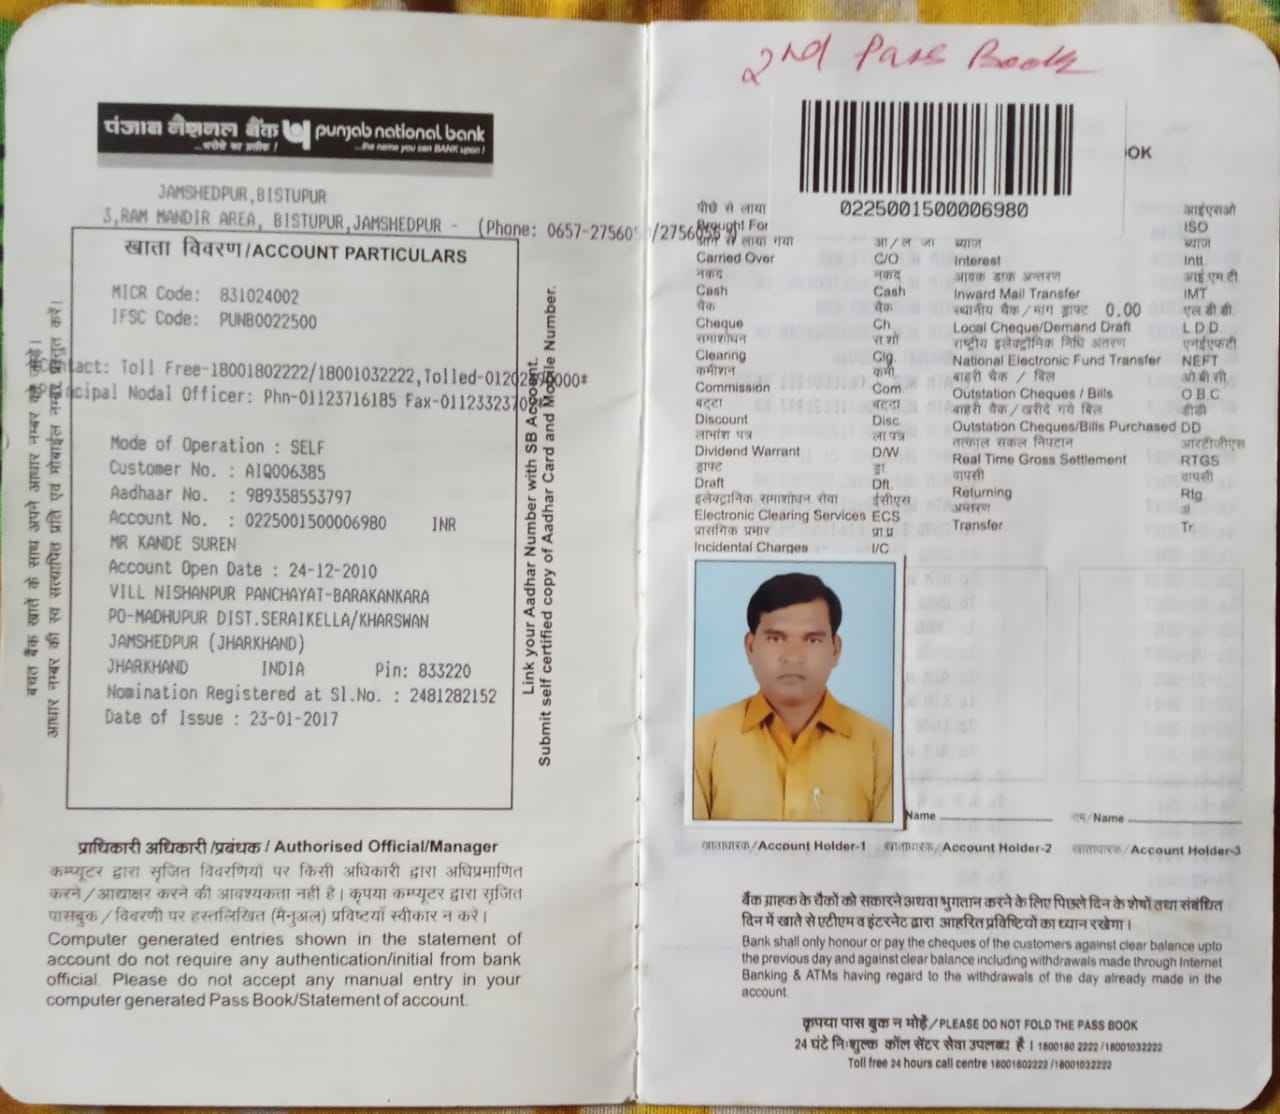 पंजाब नैशनल बैंक punjab national bank
...भरोसे का प्रतीक ! ...the name you can BANK upon !
JAMSHEDPUR,BISTUPUR
3,RAM MANDIR AREA, BISTUPUR,JAMSHEDPUR - (Phone: 0657-275605
खाता विवरण/ACCOUNT PARTICULARS
MICR Code: 831024002
IFSC Code: PUNB0022500
Contact: Toll Free-18001802222/18001032222,Tolled-0120
cipal Nodal Officer: Phn-01123716185 Fax-011233237
Mode of Operation : SELF
Customer No. : AIQ006385
Aadhaar No. : 989358553797
Account No. : 0225001500006980 INR
MR KANDE SUREN
Account Open Date : 24-12-2010
VILL NISHANPUR PANCHAYAT-BARAKANKARA
PO-MADHUPUR DIST.SERAIKELLA/KHARSWAN
JAMSHEDPUR (JHARKHAND)
JHARKHAND INDIA Pin: 833220
Nomination Registered at Sl.No. : 2481282152
Date of Issue : 23-01-2017
बचत बैंक खाते के साथ अपने आधार नम्बर को जोड़ें।
आधार नम्बर की स्व सत्यापित प्रति एवं मोबाईल नम्बर प्रस्तुत करें।
Link your Aadhar Number with SB Account.
Submit self certified copy of Aadhar Card and Mobile Number.
प्राधिकारी अधिकारी/प्रबंधक / Authorised Official/Manager
कम्प्यूटर द्वारा सृजित विवरणियों पर किसी अधिकारी द्वारा अधिप्रमाणित
करने/आद्याक्षर करने की आवश्यकता नही है। कृपया कम्प्यूटर द्वारा सृजित
पासबुक/विवरणी पर हस्तलिखित (मैनुअल) प्रविष्टयाँ स्वीकार न करें।
Computer generated entries shown in the statement of
account do not require any authentication/initial from bank
official. Please do not accept any manual entry in your
computer generated Pass Book/Statement of account.
2nd Pass Book
OK
0225001500006980
पीछे से लाया आईएसओ
Brought For ISO
आगे ले जाया गया आ/ले जा ब्याज ब्याज
Carried Over C/O Interest Intt.
नकद नकद आवक डाक अन्तरण आई.एम.टी
Cash Cash Inward Mail Transfer IMT
चैक चैक स्थानीय चैक/मांग ड्राफ्ट 0.00 एल.डी.डी.
Cheque Ch. Local Cheque/Demand Draft L.D.D.
समाशोधन स.शो राष्ट्रीय इलेक्ट्रॉनिक निधि अंतरण एनईएफटी
Clearing Clg. National Electronic Fund Transfer NEFT
कमीशन कमी. बाहरी चैक / बिल ओ.बी.सी.
Commission Com. Outstation Cheques / Bills O.B.C.
बट्टा बट्टा बाहरी चैक/खरीदे गये बिल डीडी
Discount Disc. Outstation Cheques/Bills Purchased DD
लाभांश पत्र ला.पत्र तत्काल सकल निपटान आरटीजीएस
Dividend Warrant D/W Real Time Gross Settlement RTGS
ड्राफ्ट ड्रा. वापसी वापसी
Draft Dft. Returning Rtg.
इलेक्ट्रानिक समाशोधन सेवा ईसीएस अन्तरण अं
Electronic Clearing Services ECS Transfer Tr.
प्रासंगिक प्रभार प्रा.प्र
Incidental Charges I/C
Name नाम/Name
खाताधारक/Account Holder-1 खाताधारक/Account Holder-2 खाताधारक/Account Holder-3
बैंक ग्राहक के चैकों को सकारने अथवा भुगतान करने के लिए पिछले दिन के शेषों तथा संबंधित
दिन में खाते से एटीएम व इंटरनेट द्वारा आहरित प्रविष्टियों का ध्यान रखेगा।
Bank shall only honour or pay the cheques of the customers against clear balance upto
the previous day and against clear balance including withdrawals made through Internet
Banking & ATMs having regard to the withdrawals of the day already made in the
account.
कृपया पास बुक न मोड़ें/PLEASE DO NOT FOLD THE PASS BOOK
24 घंटे निःशुल्क कॉल सेंटर सेवा उपलब्ध है। 1800180 2222 /18001032222
Toll free 24 hours call centre 18001802222 /18001032222